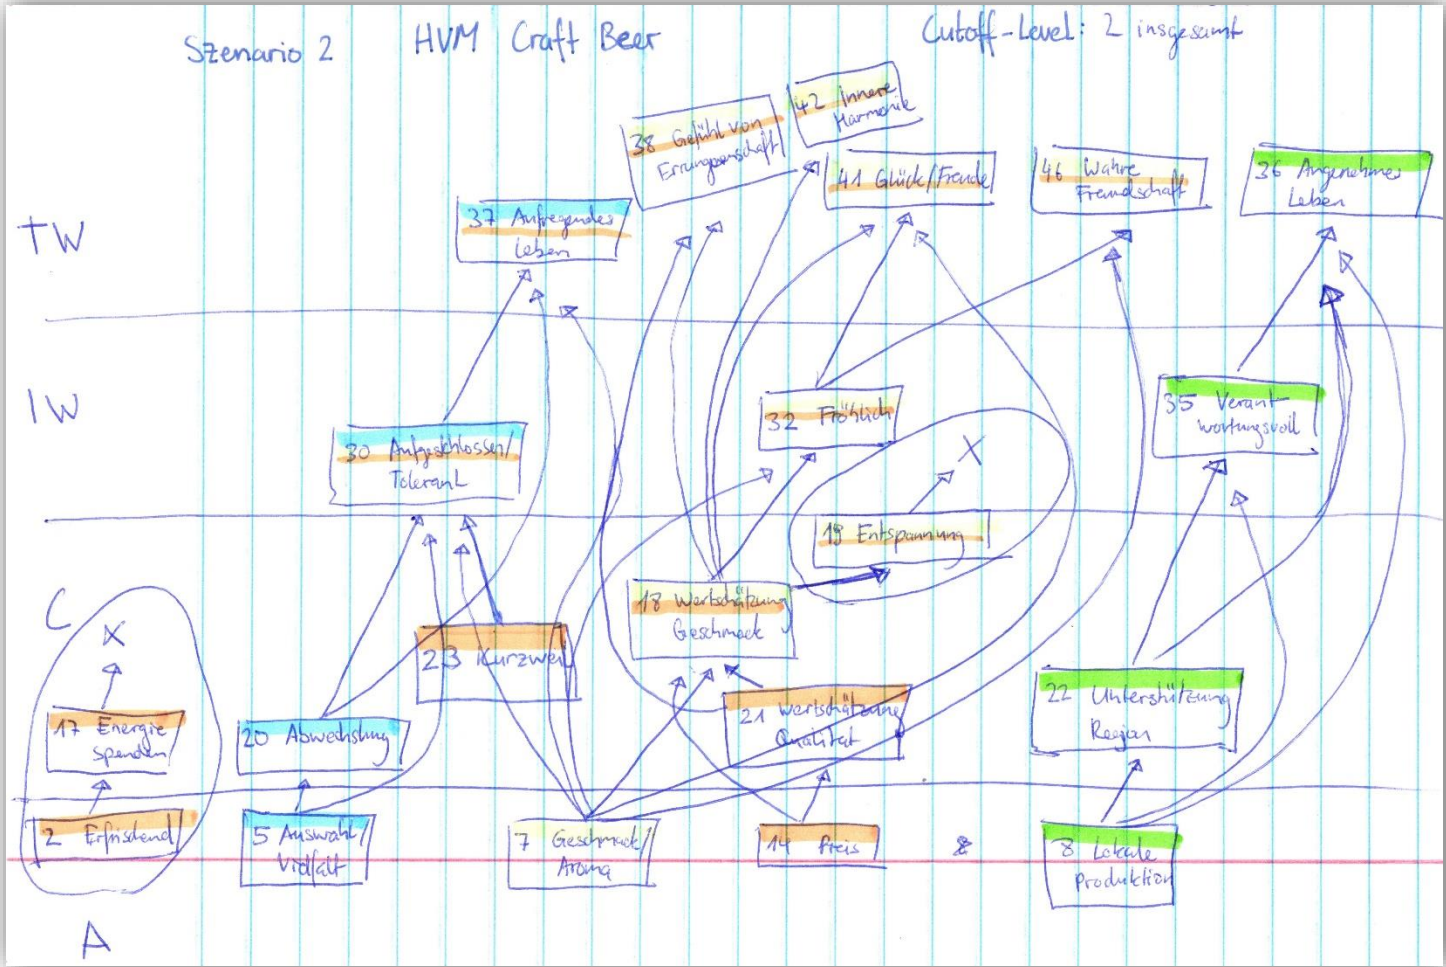 Szenario 2
HVM Craft Beer
Cutoff-Level: 2 insgesamt
42 Innere
Harmonie
38 Gefühl von
Errungenschaft
41 Glück/Freude
46 Wahre
Freundschaft
36 Angenehmes
Leben
37 Aufregendes
Leben
TW
IW
32 Fröhlich
35 Verant-
wortungsvoll
30 Aufgeschlossen/
Tolerant
X
19 Entspannung
18 Wertschätzung
Geschmack
C
X
23 Kurzweil
22 Unterstützung
Region
21 Wertschätzung
Qualität
17 Energie
spenden
20 Abwechslung
2 Erfrischend
5 Auswahl/
Vielfalt
7 Geschmack/
Aroma
14 Preis
8 Lokale
Produktion
A